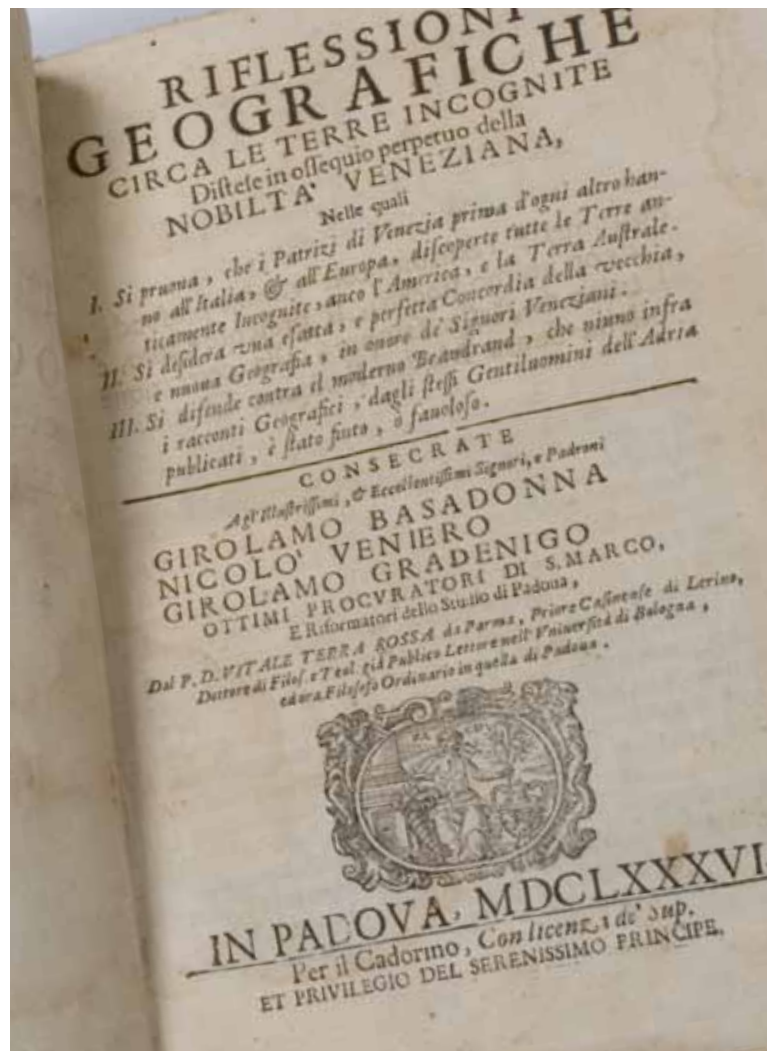 RIFLESSIONI
GEOGRAFICHE
CIRCA LE TERRE INCOGNITE
Distese in ossequio perpetuo della
NOBILTA' VENEZIANA,
Nelle quali
I. Si pruoua, che i Patrizi di Venezia prima d'ogni altro han-
no all'Italia, & all'Europa, discoperte tutte le Terre an-
ticamente Incognite, anco l'America, e la Terra Australe.
II. Si desidera una esatta, e perfetta Concordia della vecchia,
e nuoua Geografia, in onore de' Signori Veneziani.
III. Si difende contra el moderno Beaudrand, che niuno infra
i racconti Geografici, dagli stessi Gentiluomini dell'Adria
publicati, è stato finto, ò fauoloso.
CONSECRATE
Agl'Illustrissimi, & Eccellentissimi Signori, e Padroni
GIROLAMO BASADONNA
NICOLO' VENIERO
GIROLAMO GRADENIGO
OTTIMI PROCVRATORI DI S. MARCO,
E Riformatori dello Studio di Padoua,
Dal P. D. VITALE TERRA ROSSA da Parma, Priore Casinense di Lerino,
Dottore di Filos. e Teol. già Publico Lettore nell'Vniuersità di Bologna,
ed ora Filosofo Ordinario in quella di Padoua.
IN PADOVA, MDCLXXXVI.
Per il Cadorino, Con licenza de' Sup.
ET PRIVILEGIO DEL SERENISSIMO PRINCIPE.